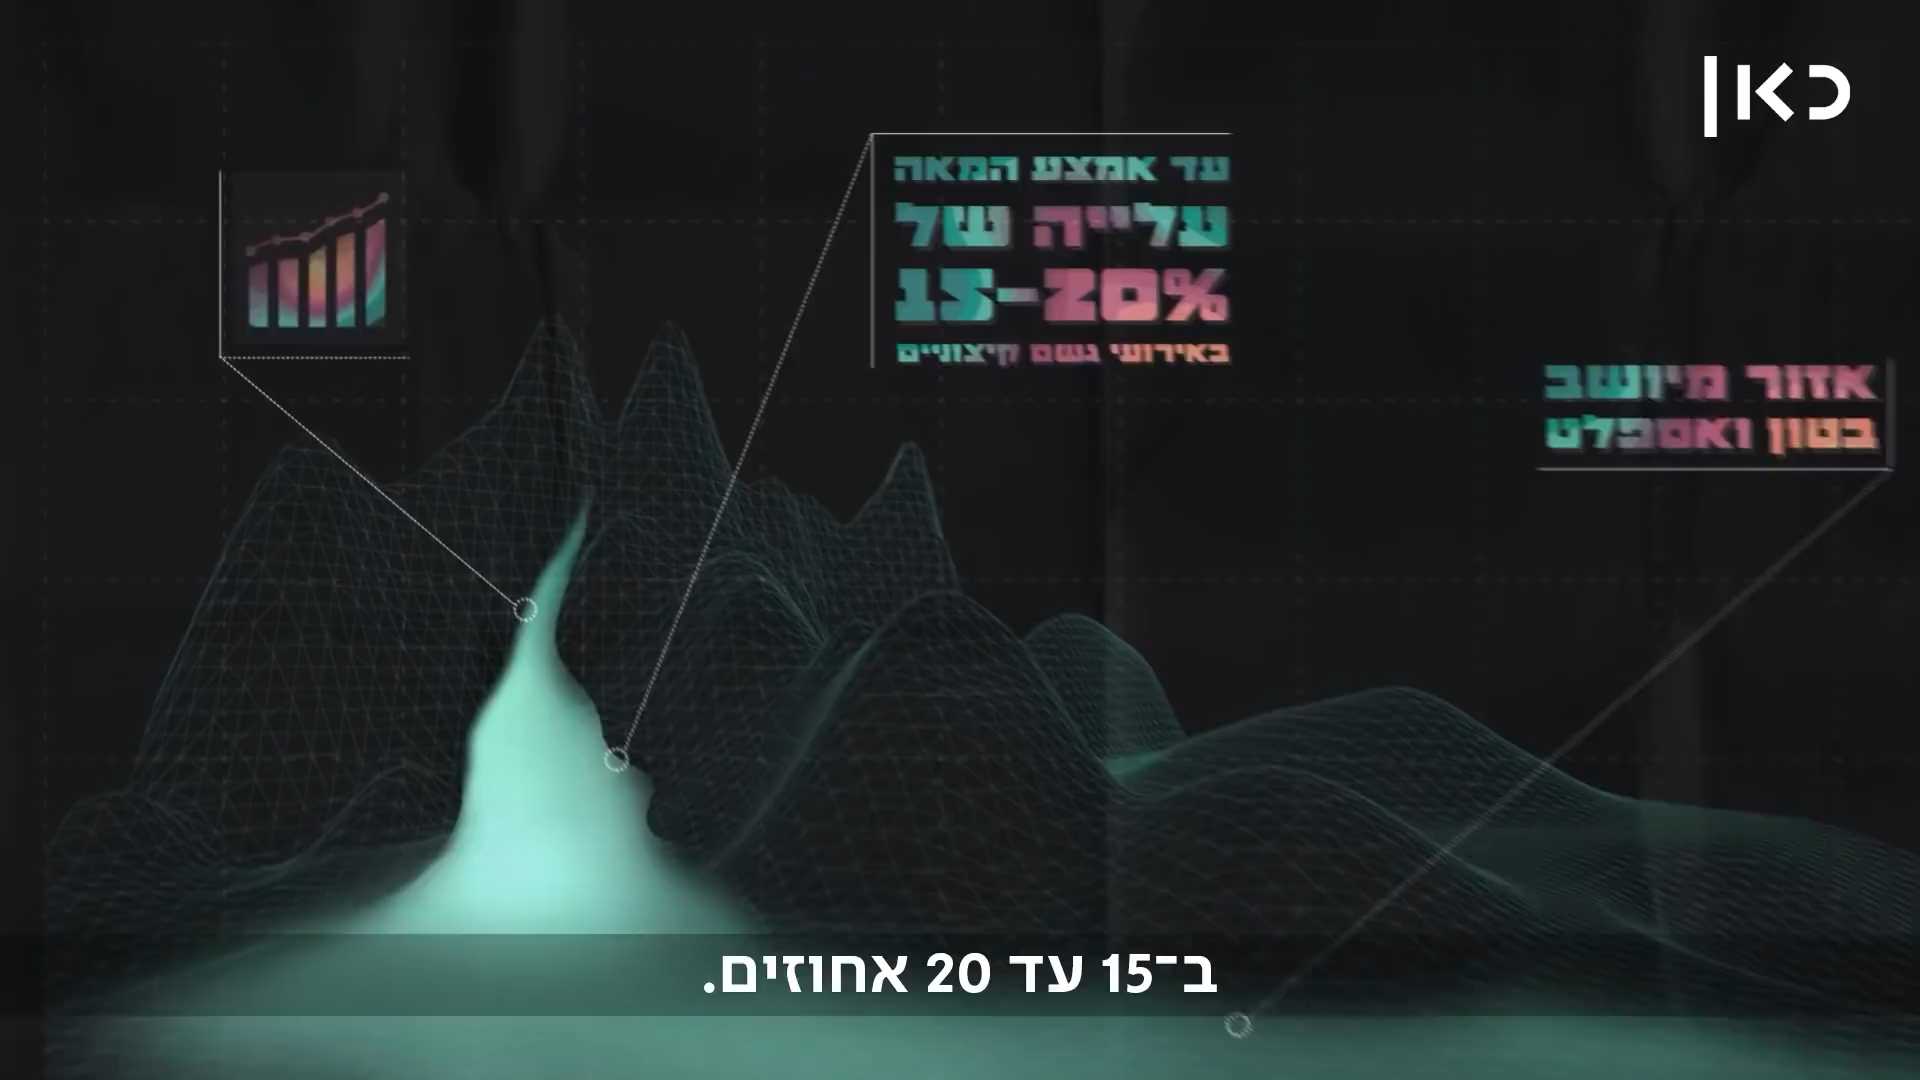 כאן
עד אמצע המאה
עלייה של
15-20%
באירועי גשם קיצוניים
אזור מיושב
בטון ואספלט
ב־15 עד 20 אחוזים.